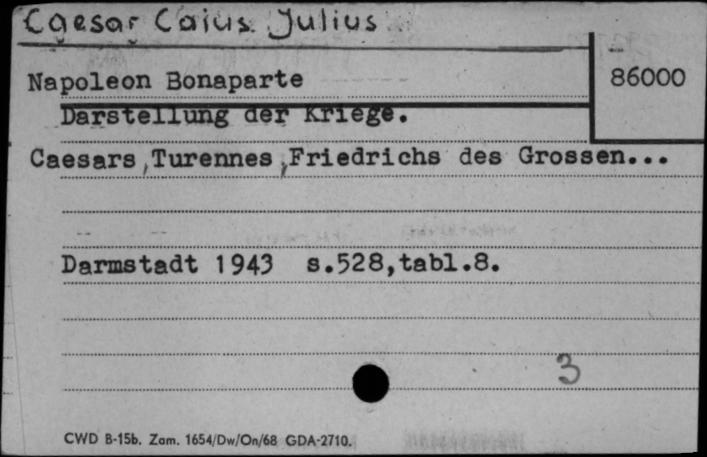 Caesar Caius Julius
Napoleon Bonaparte
86000
Darstellung der Kriege.
Caesars,Turennes,Friedrichs des Grossen...
Darmstadt 1943 s.528,tabl.8.
3
CWD B-15b. Zam. 1654/Dw/On/68 GDA-2710.